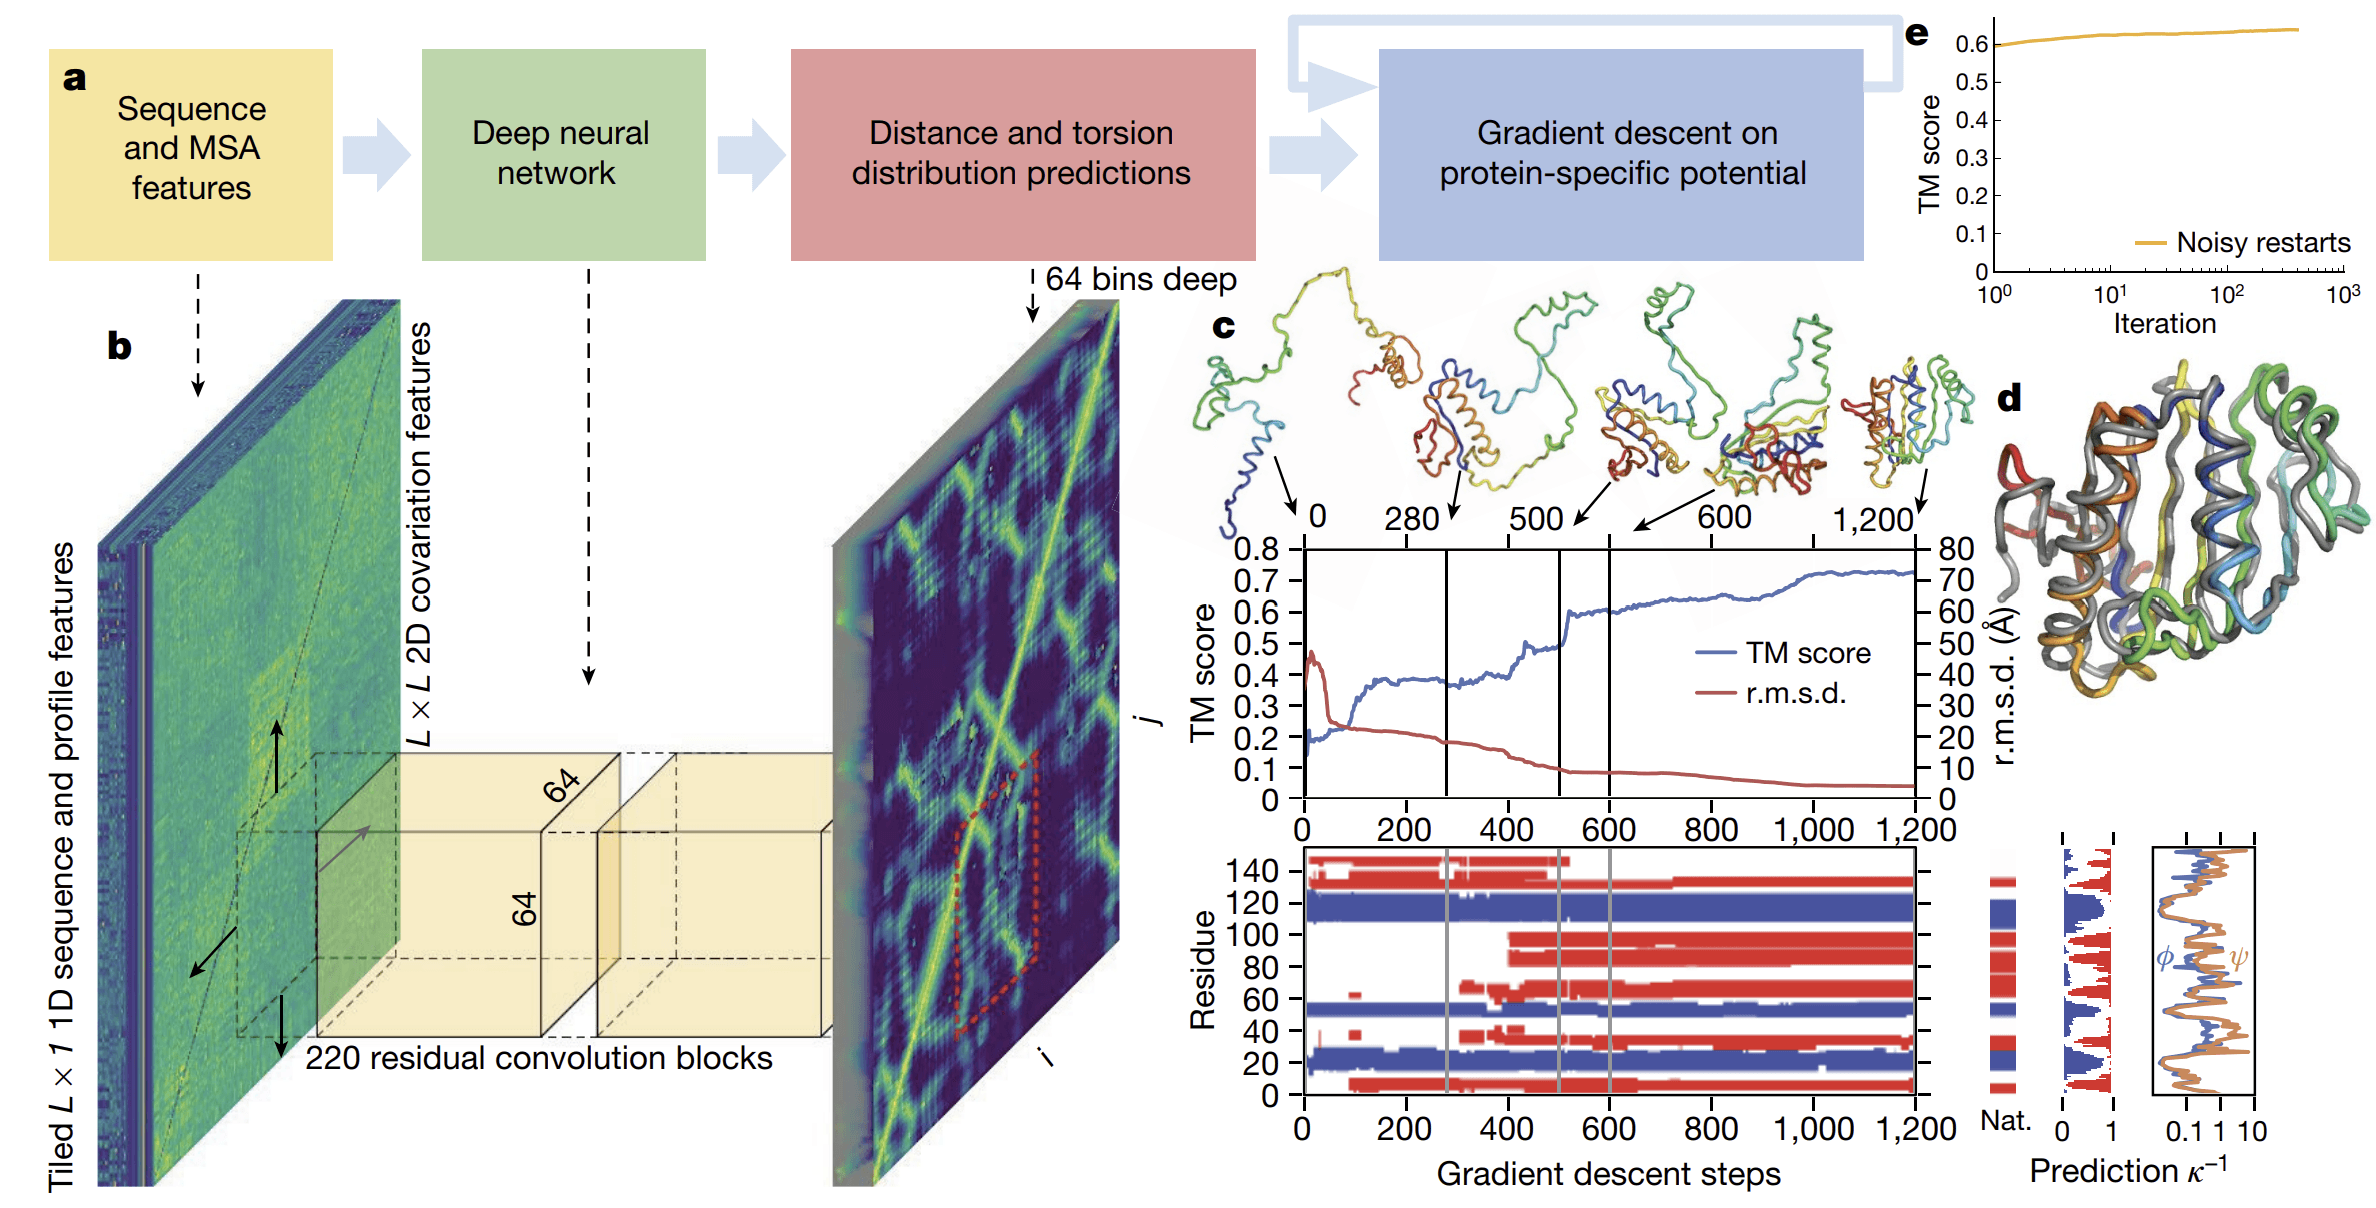 a
Sequence
and MSA
features
Deep neural
network
Distance and torsion
distribution predictions
Gradient descent on
protein-specific potential
e
TM score
0.6
0.5
0.4
0.3
0.2
0.1
0
Noisy restarts
10⁰ 10¹ 10² 10³
Iteration
b
Tiled L × 1 1D sequence and profile features
L × L 2D covariation features
64
64
220 residual convolution blocks
64 bins deep
j
i
c
0 280 500 600 1,200
TM score
0.8
0.7
0.6
0.5
0.4
0.3
0.2
0.1
0
TM score
r.m.s.d.
80
70
60
50
40
30
20
10
0
r.m.s.d. (Å)
0 200 400 600 800 1,000 1,200
Residue
140
120
100
80
60
40
20
0
0 200 400 600 800 1,000 1,200
Gradient descent steps
d
ϕ ψ
Nat. 0 1 0.1 1 10
Prediction κ⁻¹